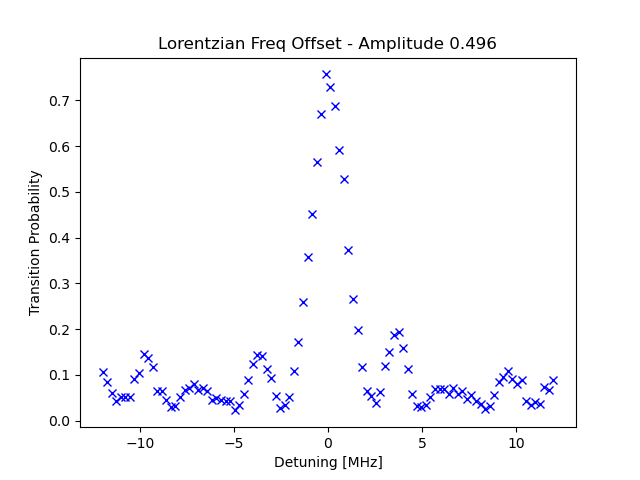 Lorentzian Freq Offset - Amplitude 0.496
Transition Probability
0.7
0.6
0.5
0.4
0.3
0.2
0.1
0.0
−10 −5 0 5 10
Detuning [MHz]